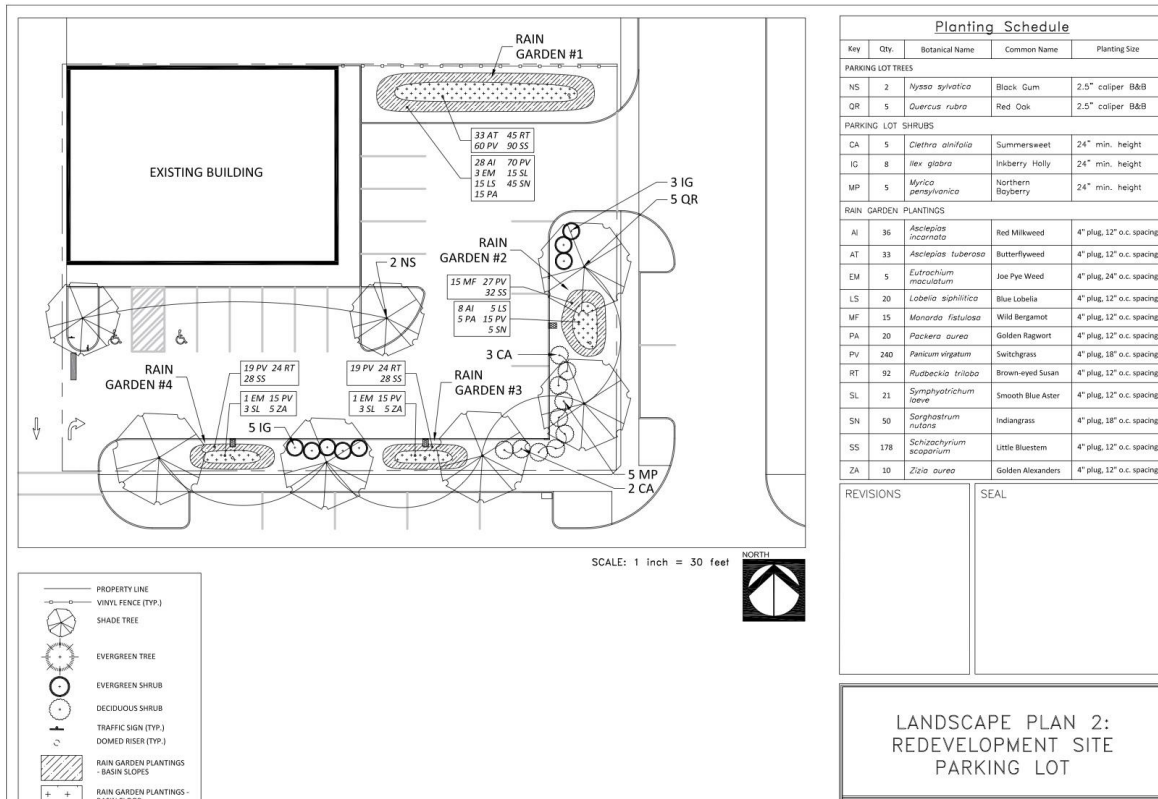 RAIN
GARDEN #1
33 AT 45 RT
60 PV 90 SS
28 AI 70 PV
3 EM 15 SL
15 LS 45 SN
15 PA
EXISTING BUILDING
3 IG
5 QR
RAIN
GARDEN #2
2 NS
15 MF 27 PV
32 SS
8 AI 5 LS
5 PA 15 PV
5 SN
3 CA
RAIN
GARDEN #4
19 PV 24 RT
28 SS
1 EM 15 PV
3 SL 5 ZA
5 IG
19 PV 24 RT
28 SS
1 EM 15 PV
3 SL 5 ZA
RAIN
GARDEN #3
5 MP
2 CA
SCALE: 1 inch = 30 feet
NORTH
PROPERTY LINE
VINYL FENCE (TYP.)
SHADE TREE
EVERGREEN TREE
EVERGREEN SHRUB
DECIDUOUS SHRUB
TRAFFIC SIGN (TYP.)
DOMED RISER (TYP.)
RAIN GARDEN PLANTINGS
- BASIN SLOPES
RAIN GARDEN PLANTINGS -
BASIN FLOOR
Planting Schedule
Key Qty. Botanical Name Common Name Planting Size
PARKING LOT TREES
NS 2 Nyssa sylvatica Black Gum 2.5" caliper B&B
QR 5 Quercus rubra Red Oak 2.5" caliper B&B
PARKING LOT SHRUBS
CA 5 Clethra alnifolia Summersweet 24" min. height
IG 8 Ilex glabra Inkberry Holly 24" min. height
MP 5 Myrica pensylvanica Northern Bayberry 24" min. height
RAIN GARDEN PLANTINGS
AI 36 Asclepias incarnata Red Milkweed 4" plug, 12" o.c. spacing
AT 33 Asclepias tuberosa Butterflyweed 4" plug, 12" o.c. spacing
EM 5 Eutrochium maculatum Joe Pye Weed 4" plug, 24" o.c. spacing
LS 20 Lobelia siphilitica Blue Lobelia 4" plug, 12" o.c. spacing
MF 15 Monarda fistulosa Wild Bergamot 4" plug, 12" o.c. spacing
PA 20 Packera aurea Golden Ragwort 4" plug, 12" o.c. spacing
PV 240 Panicum virgatum Switchgrass 4" plug, 18" o.c. spacing
RT 92 Rudbeckia triloba Brown-eyed Susan 4" plug, 12" o.c. spacing
SL 21 Symphyotrichum laeve Smooth Blue Aster 4" plug, 12" o.c. spacing
SN 50 Sorghastrum nutans Indiangrass 4" plug, 18" o.c. spacing
SS 178 Schizachyrium scoparium Little Bluestem 4" plug, 12" o.c. spacing
ZA 10 Zizia aurea Golden Alexanders 4" plug, 12" o.c. spacing
REVISIONS
SEAL
LANDSCAPE PLAN 2:
REDEVELOPMENT SITE
PARKING LOT